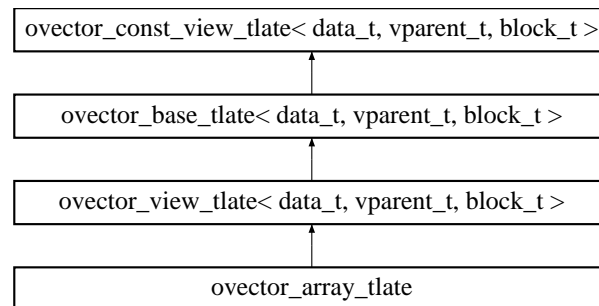 ovector_const_view_tlate< data_t, vparent_t, block_t >
ovector_base_tlate< data_t, vparent_t, block_t >
ovector_view_tlate< data_t, vparent_t, block_t >
ovector_array_tlate